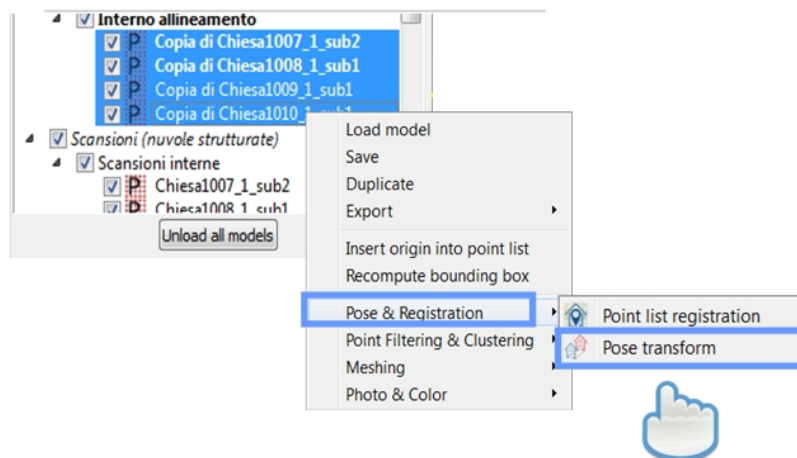 Interno allineamento
P Copia di Chiesa1007_1_sub2
P Copia di Chiesa1008_1_sub1
P Copia di Chiesa1009_1_sub1
P Copia di Chiesa1010_1_sub1
Scansioni (nuvole strutturate)
Scansioni interne
P Chiesa1007_1_sub2
P Chiesa1008_1_sub1
Unload all models
Load model
Save
Duplicate
Export
Insert origin into point list
Recompute bounding box
Pose & Registration
Point Filtering & Clustering
Meshing
Photo & Color
Point list registration
Pose transform